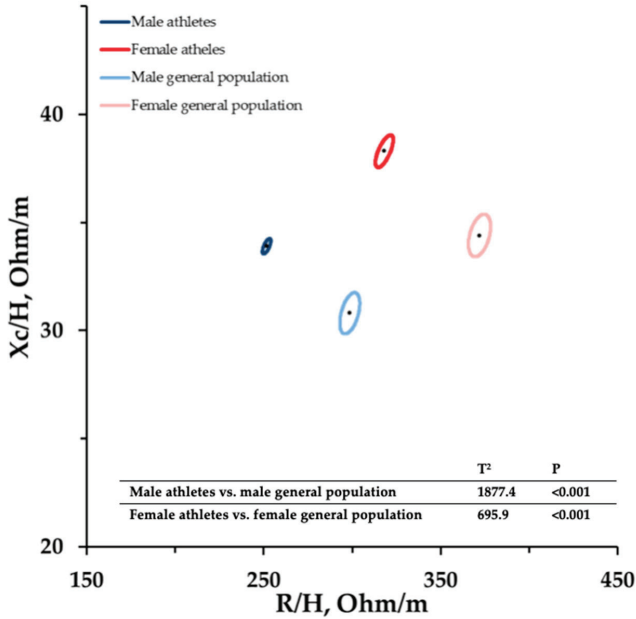 Male athletes
Female atheles
Male general population
Female general population
40
30
20
Xc/H, Ohm/m
T² P
Male athletes vs. male general population 1877.4 <0.001
Female athletes vs. female general population 695.9 <0.001
150 250 350 450
R/H, Ohm/m